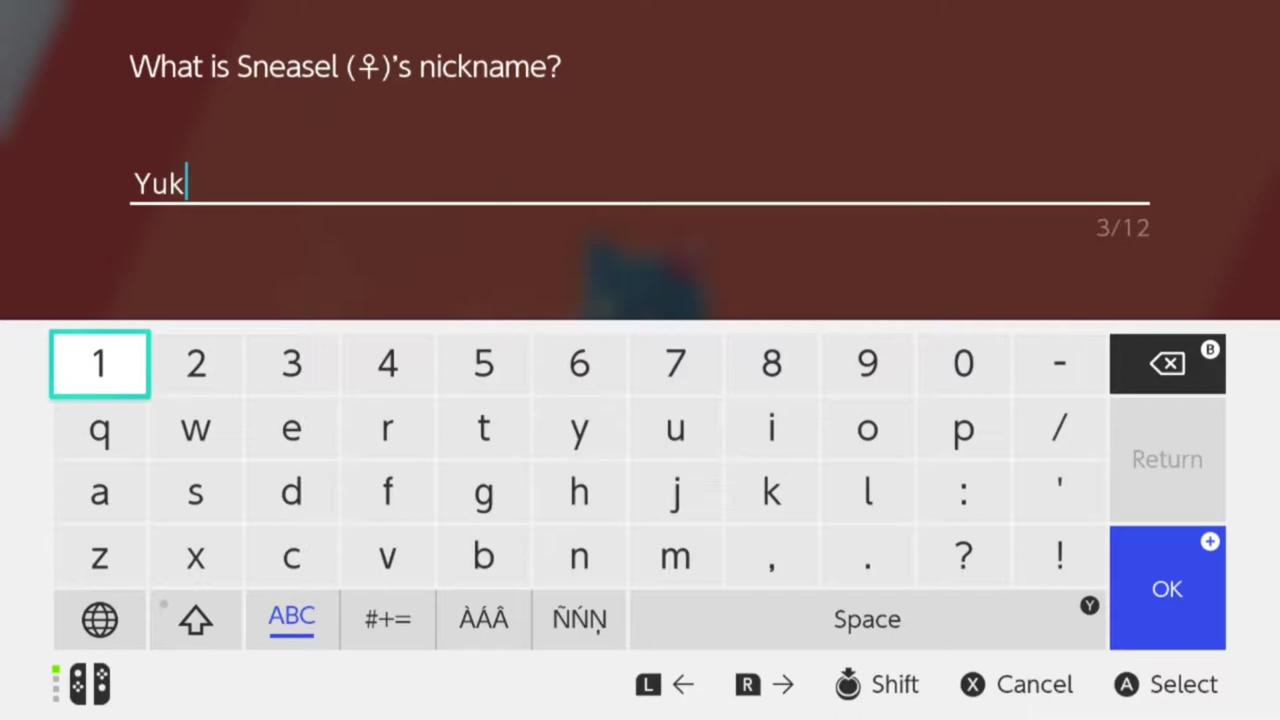 What is Sneasel (♀)'s nickname?
Yuk
3/12
1 2 3 4 5 6 7 8 9 0 - B
q w e r t y u i o p /
Return
a s d f g h j k l : '
z x c v b n m , . ? ! +
OK
ABC #+= ÀÁÂ ÑŃŅ Space Y
L ← R → Shift X Cancel A Select